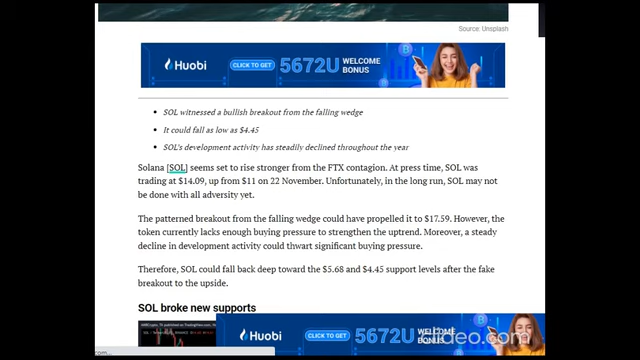 Source: Unsplash
Huobi CLICK TO GET 5672U WELCOME BONUS
• SOL witnessed a bullish breakout from the falling wedge
• It could fall as low as $4.45
• SOL's development activity has steadily declined throughout the year
Solana [SOL] seems set to rise stronger from the FTX contagion. At press time, SOL was
trading at $14.09, up from $11 on 22 November. Unfortunately, in the long run, SOL may not
be done with all adversity yet.
The patterned breakout from the falling wedge could have propelled it to $17.59. However, the
token currently lacks enough buying pressure to strengthen the uptrend. Moreover, a steady
decline in development activity could thwart significant buying pressure.
Therefore, SOL could fall back deep toward the $5.68 and $4.45 support levels after the fake
breakout to the upside.
SOL broke new supports
Huobi CLICK TO GET 5672U WELCOME BONUS